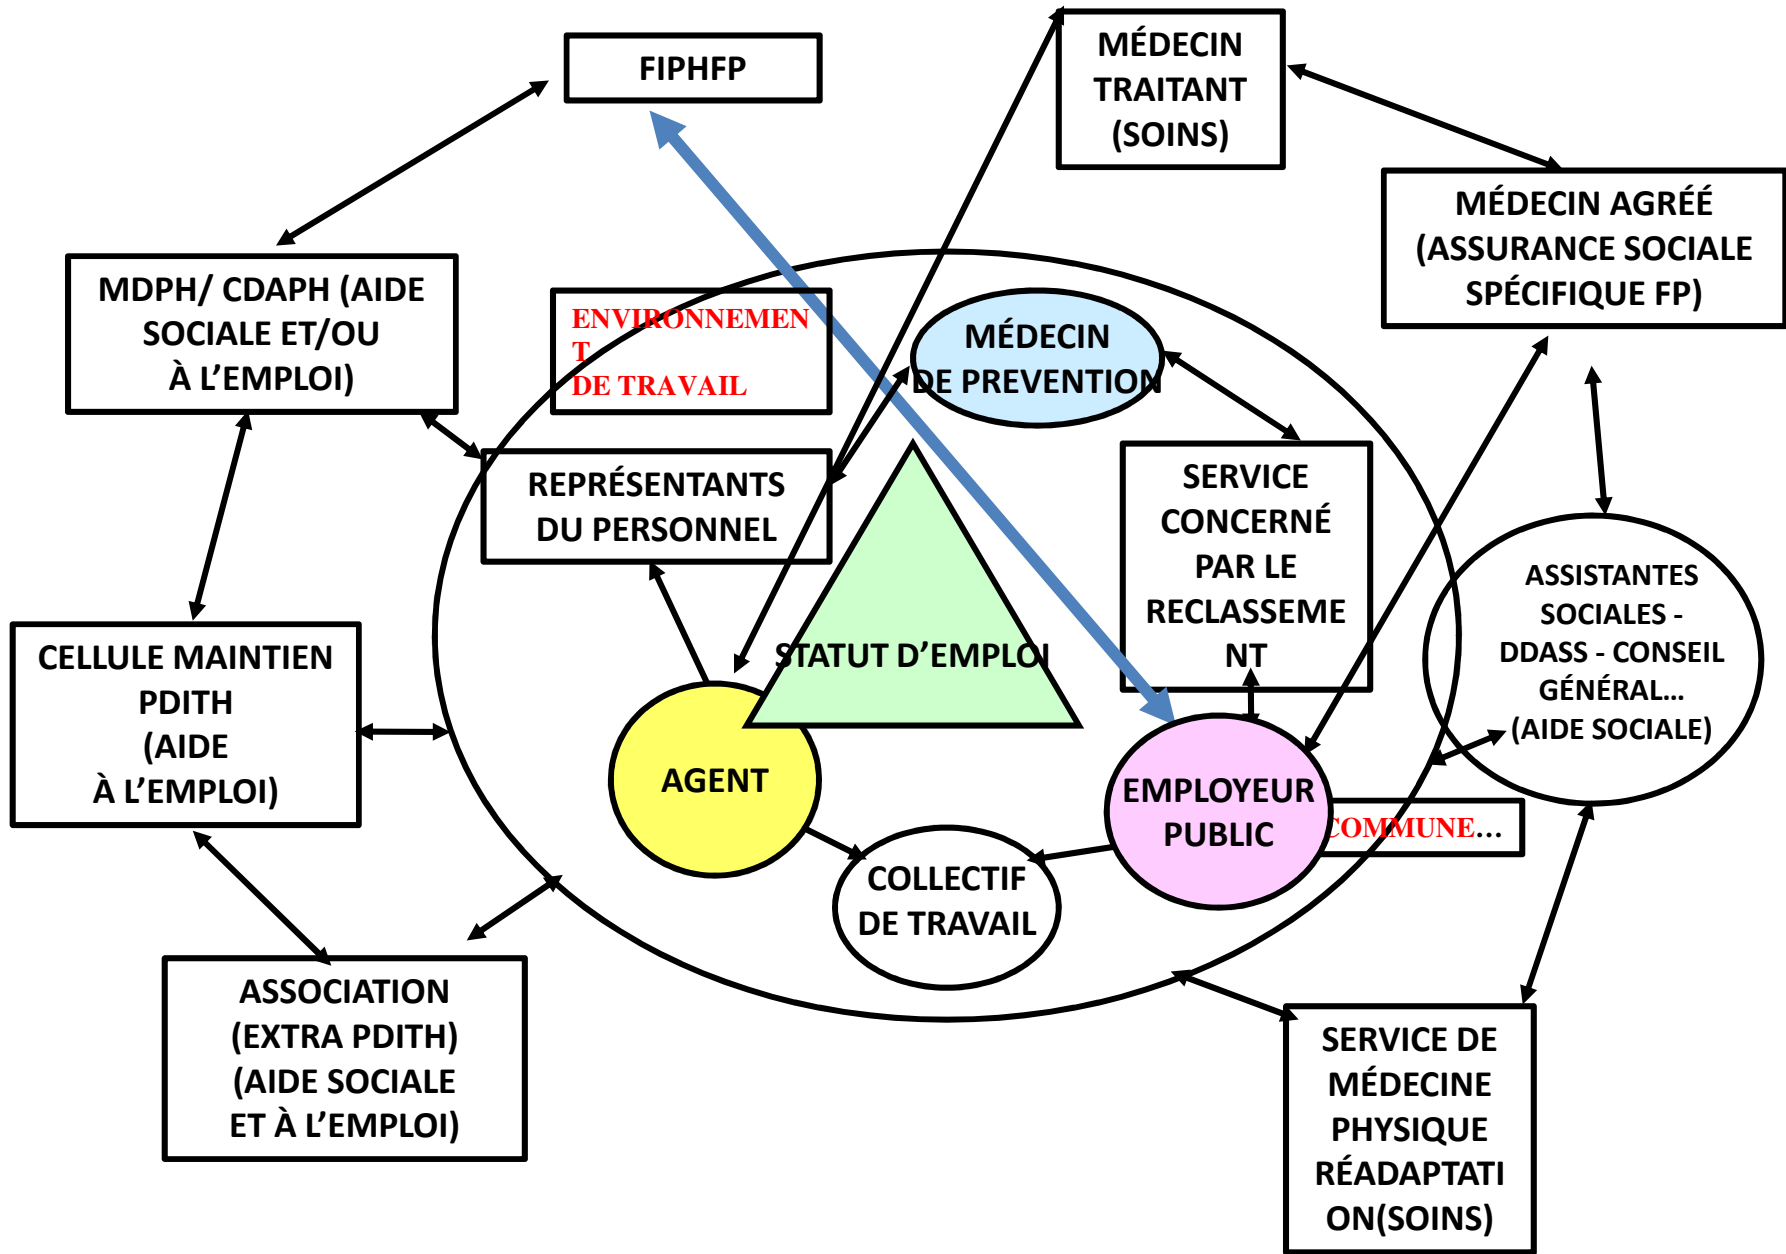 FIPHFP
MÉDECIN
TRAITANT
(SOINS)
MÉDECIN AGRÉÉ
(ASSURANCE SOCIALE
SPÉCIFIQUE FP)
MDPH/ CDAPH (AIDE
SOCIALE ET/OU
À L’EMPLOI)
ENVIRONNEMEN
T
DE TRAVAIL
MÉDECIN
DE PREVENTION
REPRÉSENTANTS
DU PERSONNEL
SERVICE
CONCERNÉ
PAR LE
RECLASSEME
NT
STATUT D’EMPLOI
ASSISTANTES
SOCIALES -
DDASS - CONSEIL
GÉNÉRAL…
(AIDE SOCIALE)
CELLULE MAINTIEN
PDITH
(AIDE
À L’EMPLOI)
AGENT
EMPLOYEUR
PUBLIC
COMMUNE…
COLLECTIF
DE TRAVAIL
ASSOCIATION
(EXTRA PDITH)
(AIDE SOCIALE
ET À L’EMPLOI)
SERVICE DE
MÉDECINE
PHYSIQUE
RÉADAPTATI
ON(SOINS)